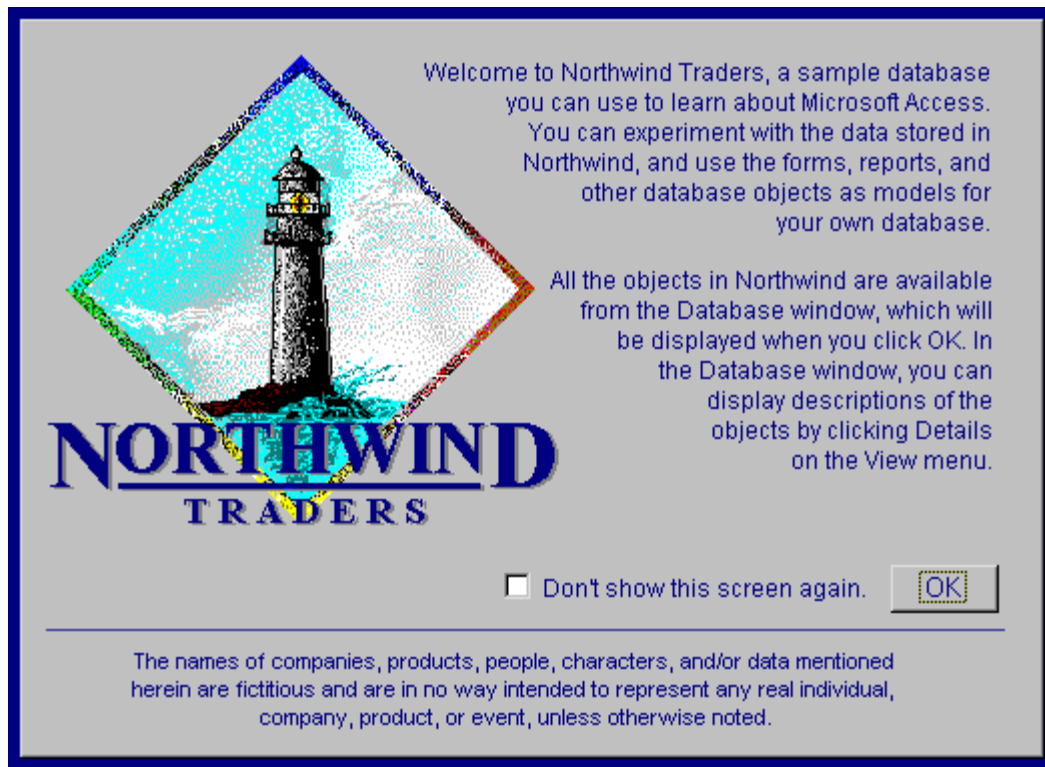 Welcome to Northwind Traders, a sample database
you can use to learn about Microsoft Access.
You can experiment with the data stored in
Northwind, and use the forms, reports, and
other database objects as models for
your own database.
All the objects in Northwind are available
from the Database window, which will
be displayed when you click OK. In
the Database window, you can
display descriptions of the
objects by clicking Details
on the View menu.
NORTHWIND
TRADERS
Don't show this screen again.
OK
The names of companies, products, people, characters, and/or data mentioned
herein are fictitious and are in no way intended to represent any real individual,
company, product, or event, unless otherwise noted.